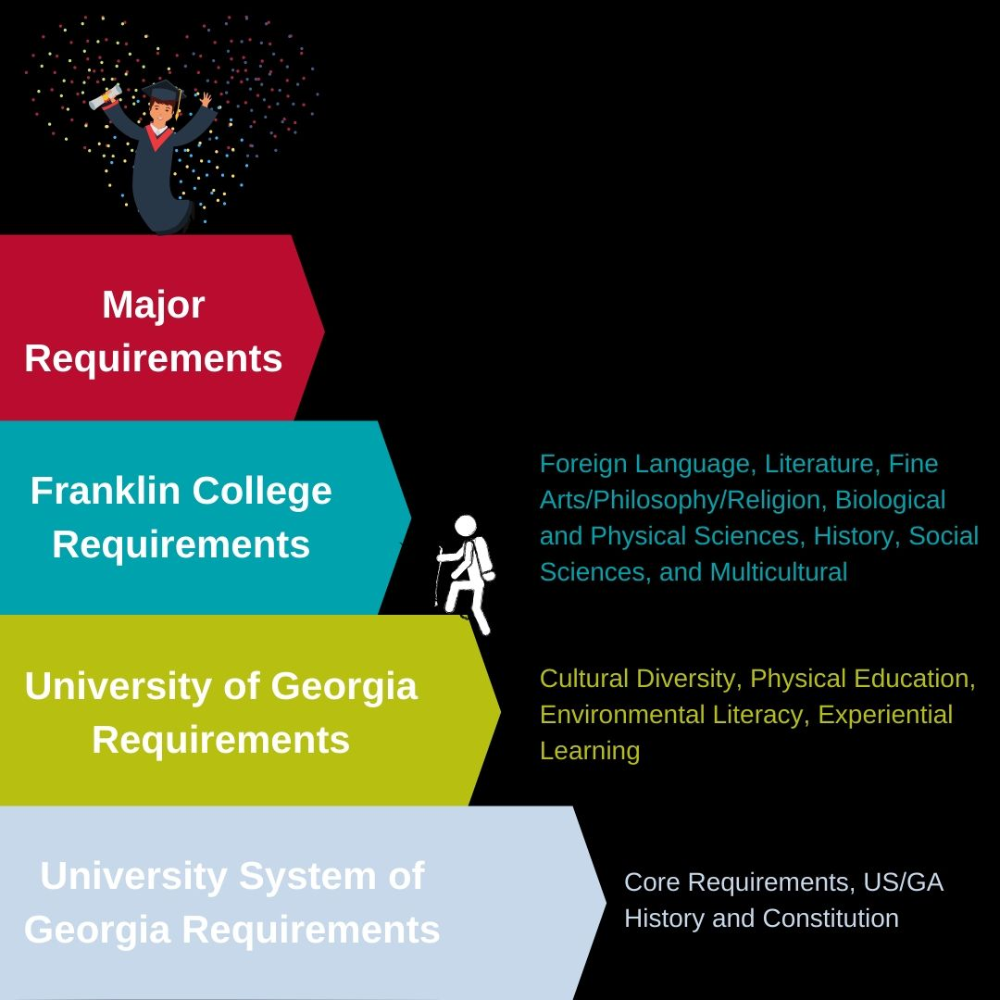 Major
Requirements
Franklin College
Requirements
Foreign Language, Literature, Fine
Arts/Philosophy/Religion, Biological
and Physical Sciences, History, Social
Sciences, and Multicultural
University of Georgia
Requirements
Cultural Diversity, Physical Education,
Environmental Literacy, Experiential
Learning
University System of
Georgia Requirements
Core Requirements, US/GA
History and Constitution